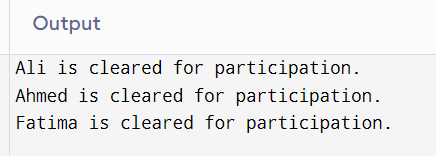 Output
Ali is cleared for participation.
Ahmed is cleared for participation.
Fatima is cleared for participation.